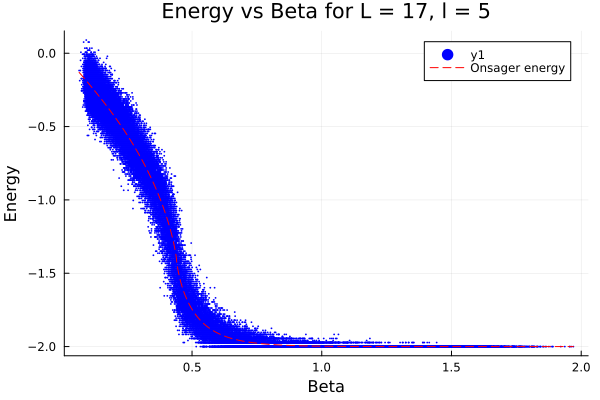 Energy vs Beta for L = 17, l = 5
y1
Onsager energy
0.0
−0.5
−1.0
−1.5
−2.0
Energy
0.5
1.0
1.5
2.0
Beta